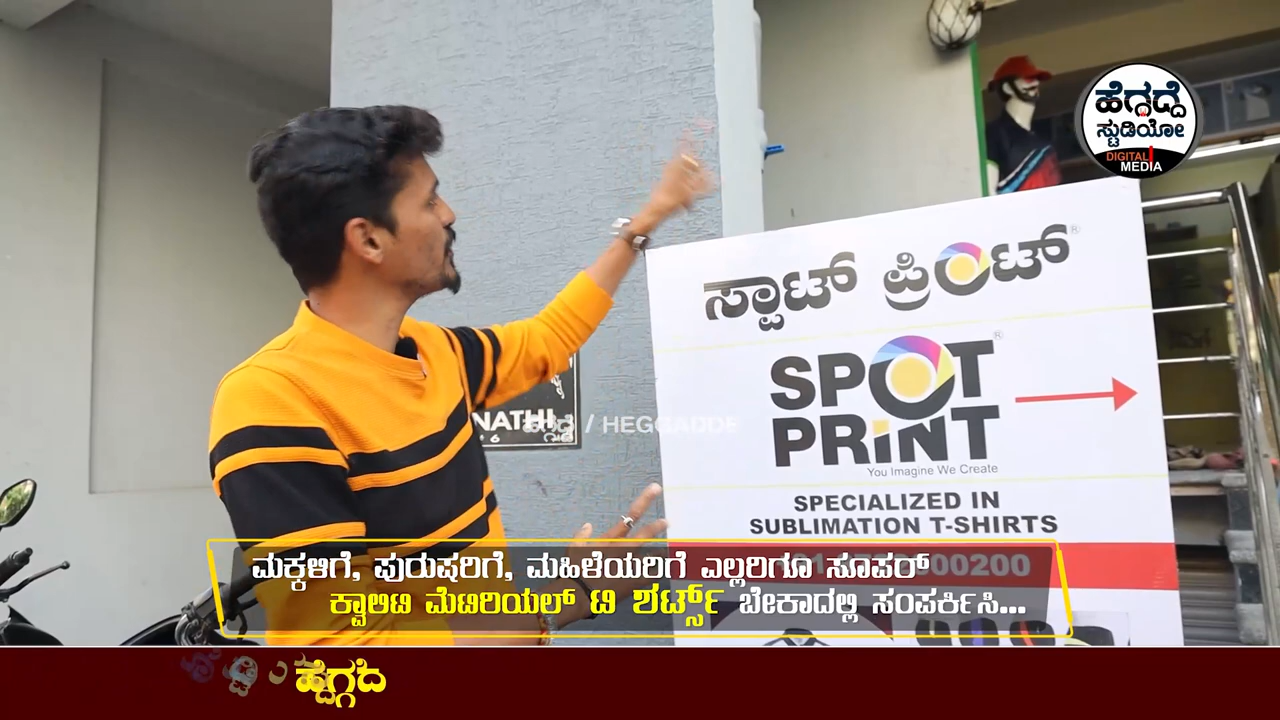 ಹೆಗ್ಗದ್ದೆ
ಸ್ಟುಡಿಯೋ
DIGITAL
MEDIA
ಸ್ಪಾಟ್ ಪ್ರಿಂಟ್®
SPOT®
PRINT
You Imagine We Create
SPECIALIZED IN
SUBLIMATION T-SHIRTS
NATHI
/ HEGGADDE
ಮಕ್ಕಳಿಗೆ, ಪುರುಷರಿಗೆ, ಮಹಿಳೆಯರಿಗೆ ಎಲ್ಲರಿಗೂ ಸೂಪರ್
ಕ್ವಾಲಿಟಿ ಮೆಟಿರಿಯಲ್ ಟಿ ಶರ್ಟ್ಸ್ ಬೇಕಾದಲ್ಲಿ ಸಂಪರ್ಕಿಸಿ...